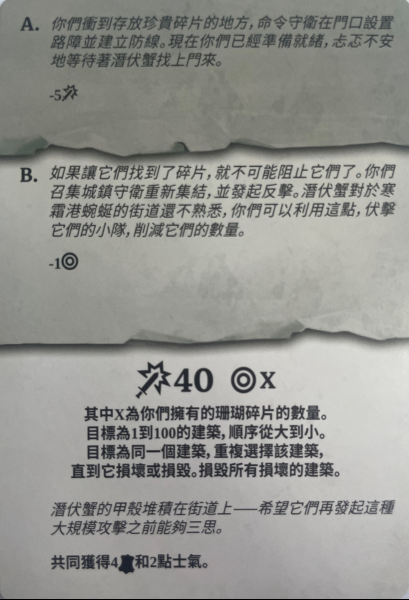 A. 你們衝到存放珍貴碎片的地方,命令守衛在門口設置
路障並建立防線。現在你們已經準備就緒,忐忑不安
地等待著潛伏蟹找上門來。
-5
B. 如果讓它們找到了碎片,就不可能阻止它們了。你們
召集城鎮守衛重新集結,並發起反擊。潛伏蟹對於寒
霜港蜿蜒的街道還不熟悉,你們可以利用這點,伏擊
它們的小隊,削減它們的數量。
-1
40 X
其中X為你們擁有的珊瑚碎片的數量。
目標為1到100的建築,順序從大到小。
目標為同一個建築,重複選擇該建築,
直到它損壞或損毀。損毀所有損壞的建築。
潛伏蟹的甲殼堆積在街道上——希望它們再發起這種
大規模攻擊之前能夠三思。
共同獲得4和2點士氣。